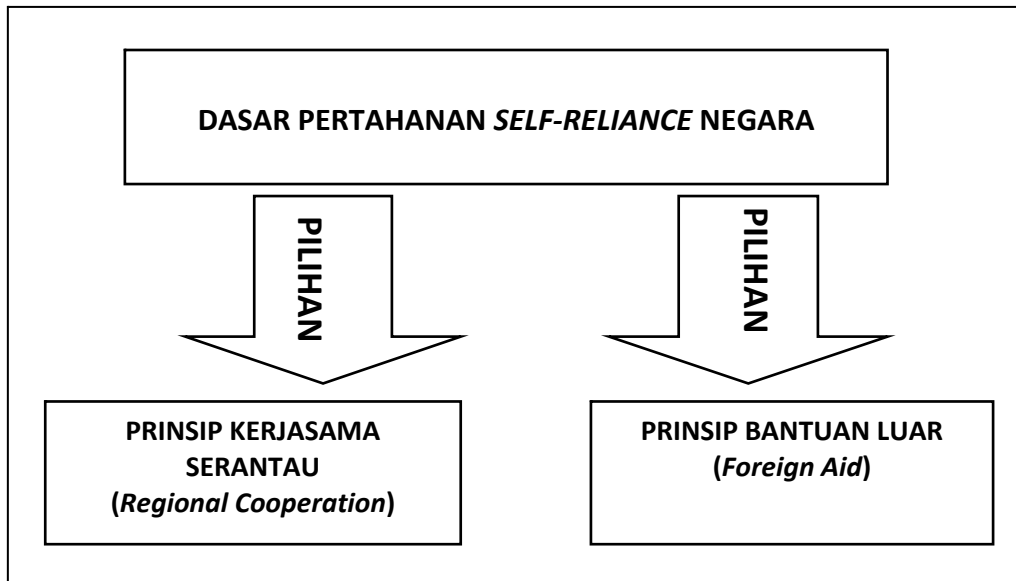 DASAR PERTAHANAN SELF-RELIANCE NEGARA
PILIHAN
PILIHAN
PRINSIP KERJASAMA
SERANTAU
(Regional Cooperation)
PRINSIP BANTUAN LUAR
(Foreign Aid)